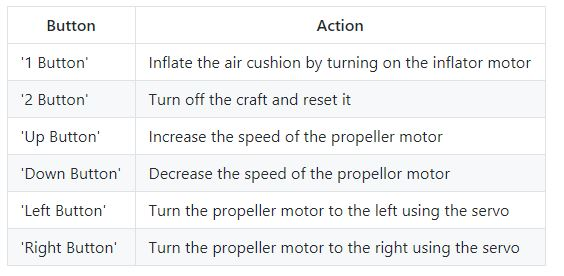 Button Action
'1 Button' Inflate the air cushion by turning on the inflator motor
'2 Button' Turn off the craft and reset it
'Up Button' Increase the speed of the propeller motor
'Down Button' Decrease the speed of the propellor motor
'Left Button' Turn the propeller motor to the left using the servo
'Right Button' Turn the propeller motor to the right using the servo